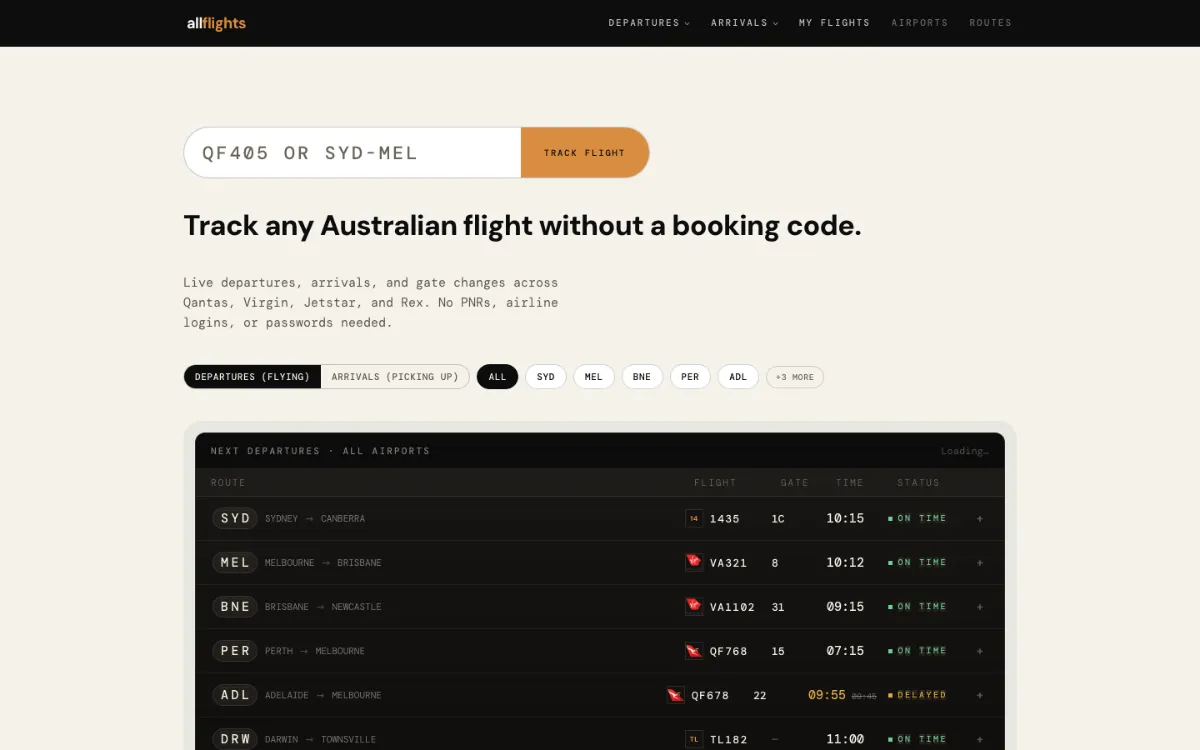 allflights DEPARTURES ARRIVALS MY FLIGHTS AIRPORTS ROUTES
QF405 OR SYD-MEL TRACK FLIGHT
Track any Australian flight without a booking code.
Live departures, arrivals, and gate changes across
Qantas, Virgin, Jetstar, and Rex. No PNRs, airline
logins, or passwords needed.
DEPARTURES (FLYING) ARRIVALS (PICKING UP) ALL SYD MEL BNE PER ADL +3 MORE
NEXT DEPARTURES · ALL AIRPORTS Loading…
ROUTE FLIGHT GATE TIME STATUS
SYD SYDNEY → CANBERRA 14 1435 1C 10:15 ON TIME +
MEL MELBOURNE → BRISBANE VA321 8 10:12 ON TIME +
BNE BRISBANE → NEWCASTLE VA1102 31 09:15 ON TIME +
PER PERTH → MELBOURNE QF768 15 07:15 ON TIME +
ADL ADELAIDE → MELBOURNE QF678 22 09:55 09:45 DELAYED +
DRW DARWIN → TOWNSVILLE TL TL182 — 11:00 ON TIME +